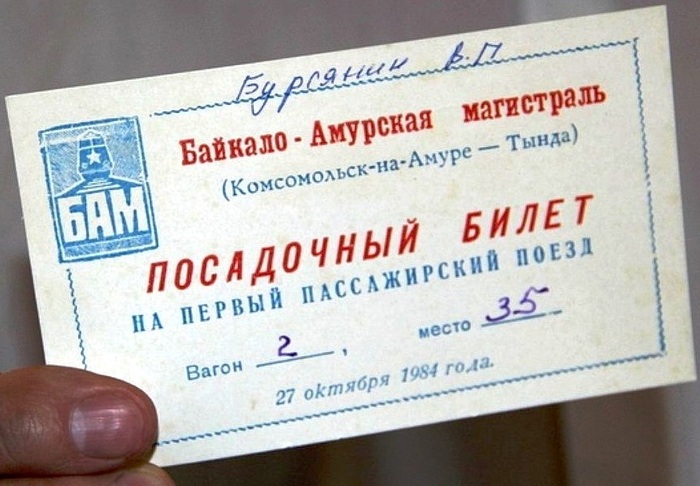 Бурсянин В.П
БАМ
Байкало - Амурская магистраль
(Комсомольск-на-Амуре — Тында)
ПОСАДОЧНЫЙ БИЛЕТ
НА ПЕРВЫЙ ПАССАЖИРСКИЙ ПОЕЗД
Вагон 2, место 35
27 октября 1984 года.